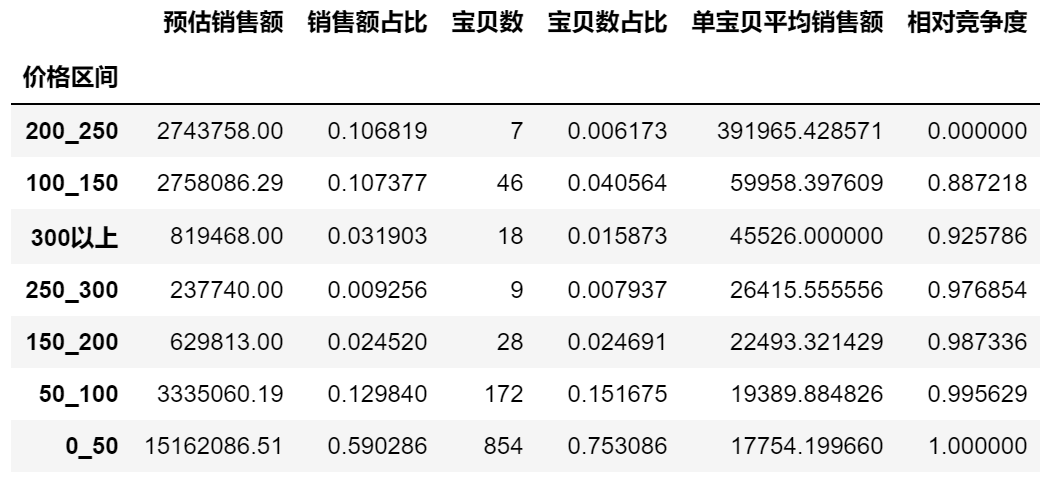 预估销售额 销售额占比 宝贝数 宝贝数占比 单宝贝平均销售额 相对竞争度
价格区间
200_250 2743758.00 0.106819 7 0.006173 391965.428571 0.000000
100_150 2758086.29 0.107377 46 0.040564 59958.397609 0.887218
300以上 819468.00 0.031903 18 0.015873 45526.000000 0.925786
250_300 237740.00 0.009256 9 0.007937 26415.555556 0.976854
150_200 629813.00 0.024520 28 0.024691 22493.321429 0.987336
50_100 3335060.19 0.129840 172 0.151675 19389.884826 0.995629
0_50 15162086.51 0.590286 854 0.753086 17754.199660 1.000000